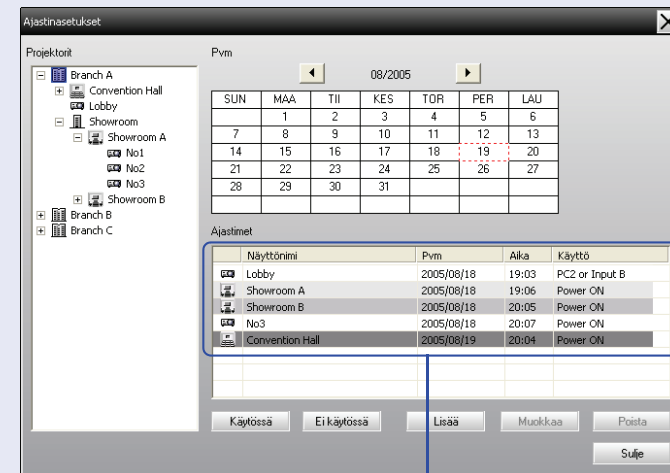 Ajastinasetukset
Projektorit
Branch A
Convention Hall
Lobby
Showroom
Showroom A
No1
No2
No3
Showroom B
Branch B
Branch C
Pvm
08/2005
SUN MAA TII KES TOR PER LAU
1 2 3 4 5 6
7 8 9 10 11 12 13
14 15 16 17 18 19 20
21 22 23 24 25 26 27
28 29 30 31
Ajastimet
Näyttönimi Pvm Aika Käyttö
Lobby 2005/08/18 19:03 PC2 or Input B
Showroom A 2005/08/18 19:06 Power ON
Showroom B 2005/08/18 20:05 Power ON
No3 2005/08/18 20:07 Power ON
Convention Hall 2005/08/19 20:04 Power ON
Käytössä Ei käytössä Lisää Muokkaa Poista
Sulje